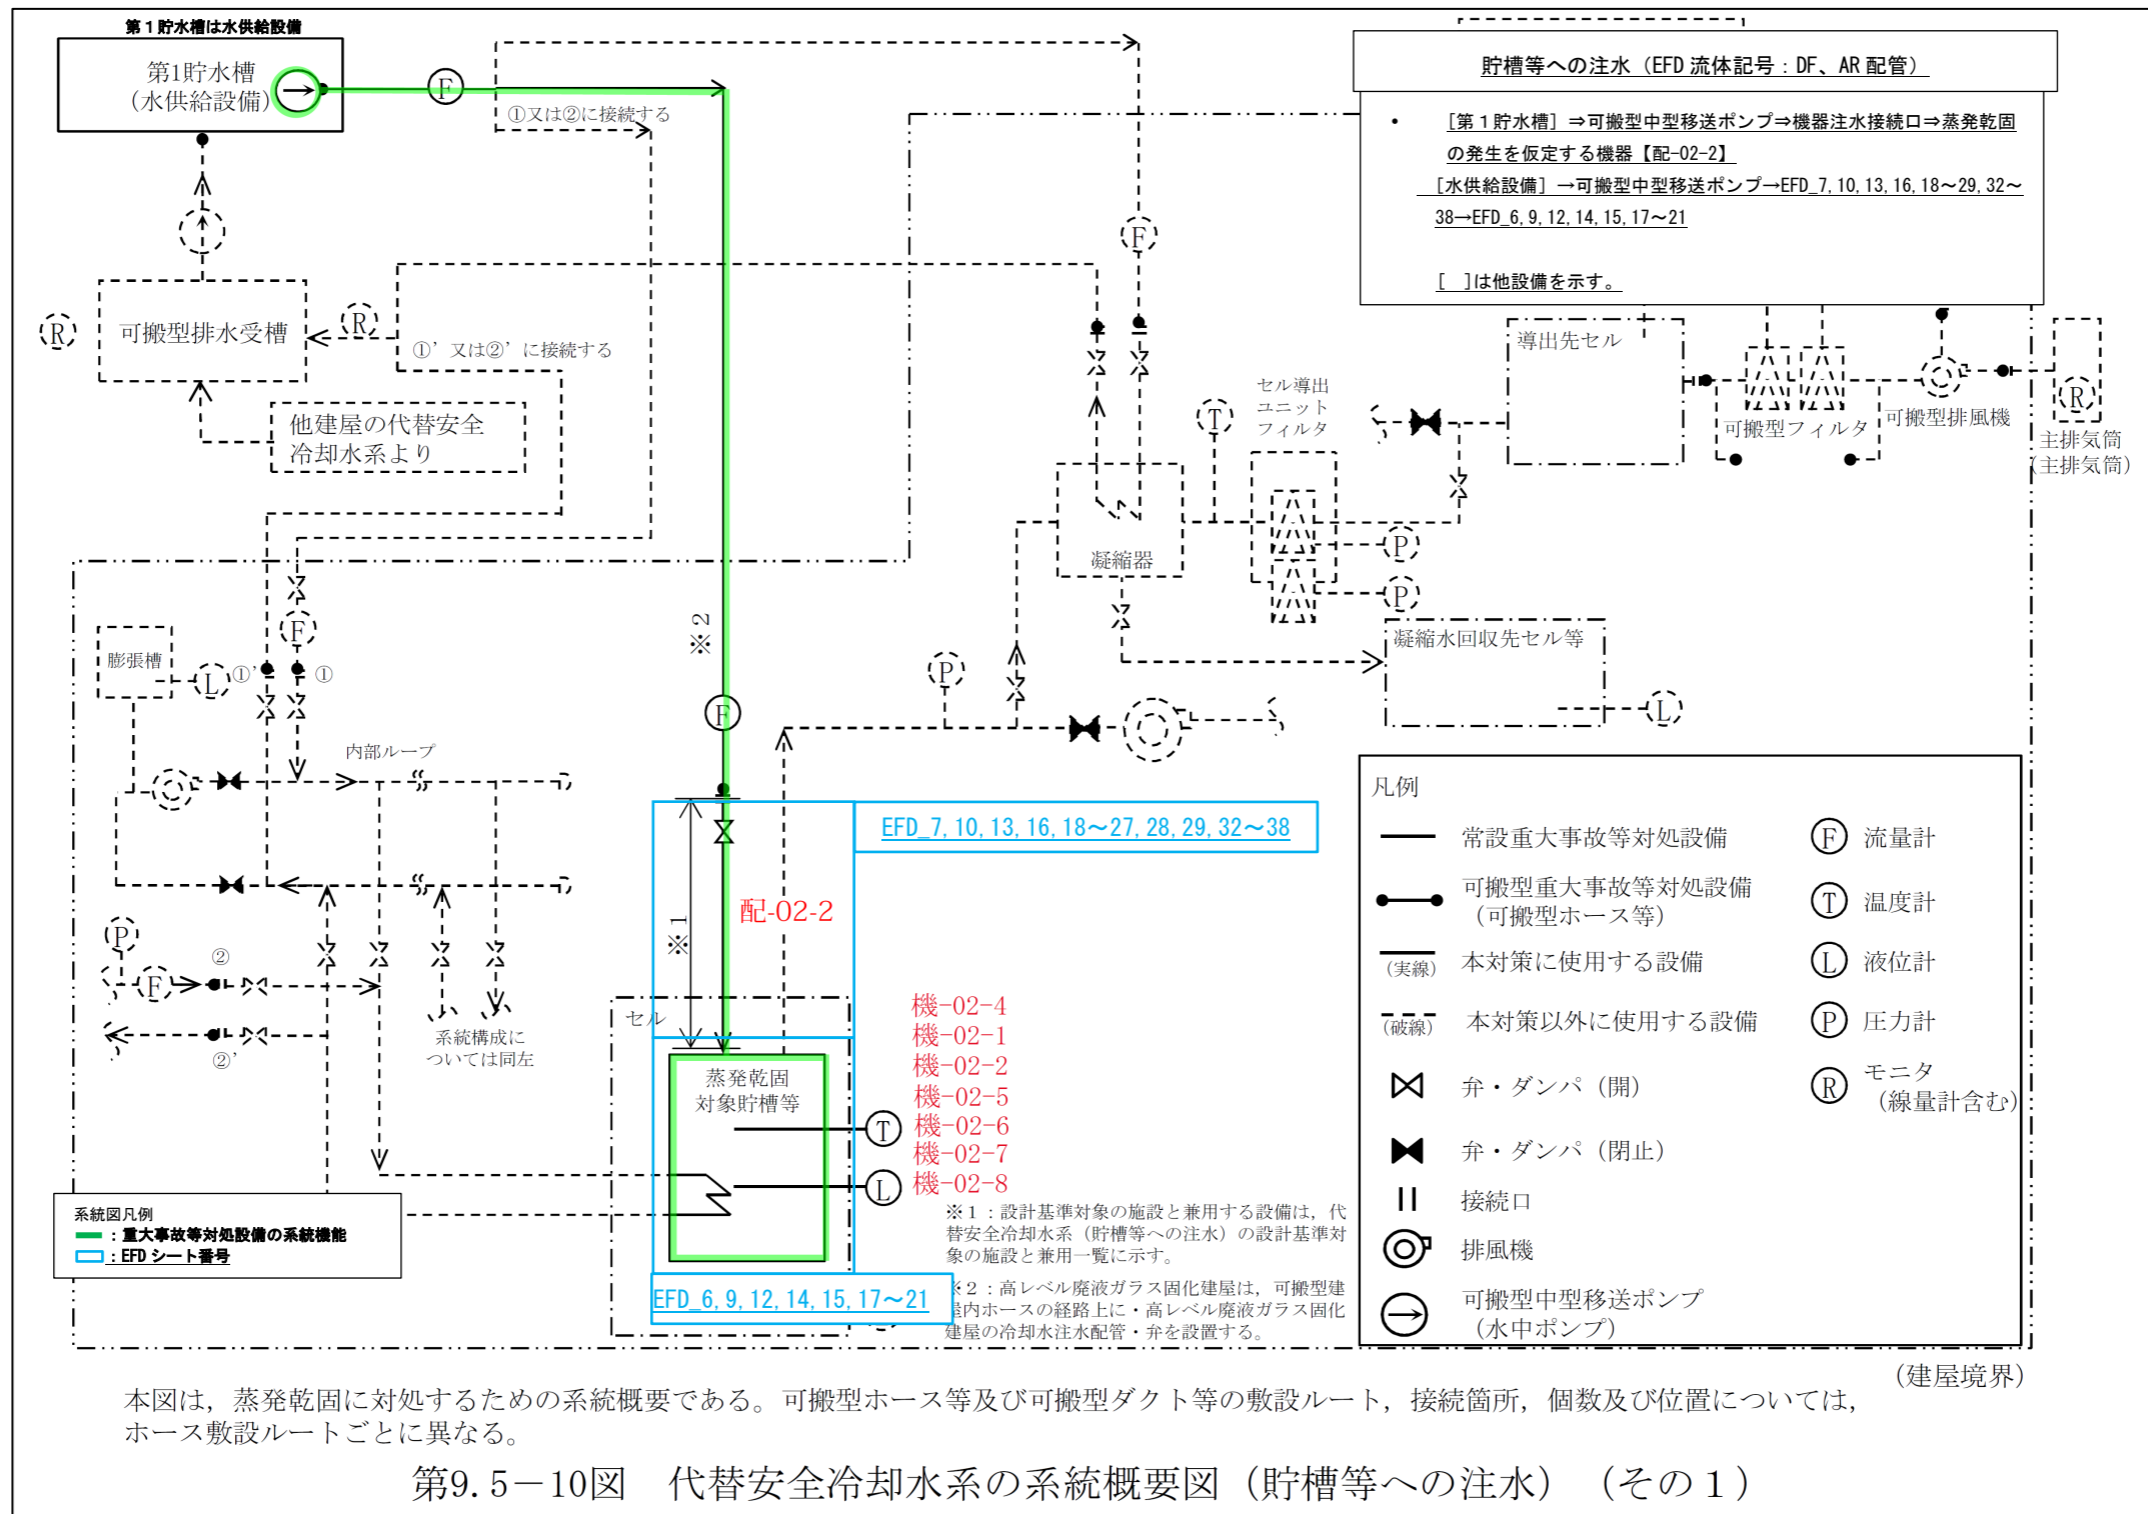 第１貯水槽は水供給設備
第1貯水槽
（水供給設備）
F
①又は②に接続する
貯槽等への注水（EFD 流体記号：DF、AR 配管）
・ [第１貯水槽］⇒可搬型中型移送ポンプ⇒機器注水接続口⇒蒸発乾固
の発生を仮定する機器【配-02-2】
[水供給設備］→可搬型中型移送ポンプ→EFD_7, 10, 13, 16, 18～29, 32～
38→EFD_6, 9, 12, 14, 15, 17～21
[　]は他設備を示す。
F
R
可搬型排水受槽
R
①’ 又は②’ に接続する
他建屋の代替安全
冷却水系より
導出先セル
セル導出
ユニット
フィルタ
T
可搬型フィルタ
可搬型排風機
R
主排気筒
(主排気筒)
凝縮器
P
P
凝縮水回収先セル等
L
※2
F
P
膨張槽
L
①’
F
①
内部ループ
EFD_7, 10, 13, 16, 18～27, 28, 29, 32～38
配-02-2
※1
P
F
②
②’
系統構成に
ついては同左
セル
機-02-4
機-02-1
機-02-2
機-02-5
機-02-6
機-02-7
機-02-8
蒸発乾固
対象貯槽等
T
L
系統図凡例
：重大事故等対処設備の系統機能
：EFD シート番号
EFD_6, 9, 12, 14, 15, 17～21
※１：設計基準対象の施設と兼用する設備は，代
替安全冷却水系（貯槽等への注水）の設計基準対
象の施設と兼用一覧に示す。
※２：高レベル廃液ガラス固化建屋は，可搬型建
屋内ホースの経路上に・高レベル廃液ガラス固化
建屋の冷却水注水配管・弁を設置する。
凡例
常設重大事故等対処設備
可搬型重大事故等対処設備
（可搬型ホース等）
(実線) 本対策に使用する設備
(破線) 本対策以外に使用する設備
弁・ダンパ（開）
弁・ダンパ（閉止）
接続口
排風機
可搬型中型移送ポンプ
（水中ポンプ）
F 流量計
T 温度計
L 液位計
P 圧力計
R モニタ
（線量計含む）
（建屋境界）
本図は，蒸発乾固に対処するための系統概要である。可搬型ホース等及び可搬型ダクト等の敷設ルート，接続箇所，個数及び位置については，
ホース敷設ルートごとに異なる。
第9.5－10図　代替安全冷却水系の系統概要図（貯槽等への注水）（その１）